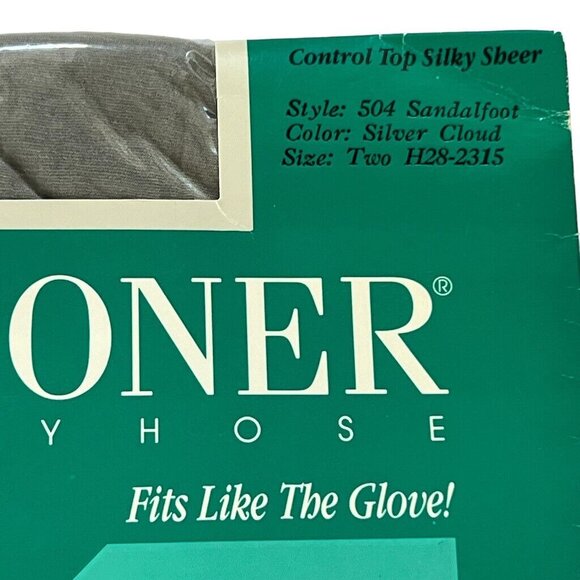 Control Top Silky Sheer
Style: 504 Sandalfoot
Color: Silver Cloud
Size: Two H28-2315
ONER®
YHOSE
Fits Like The Glove!